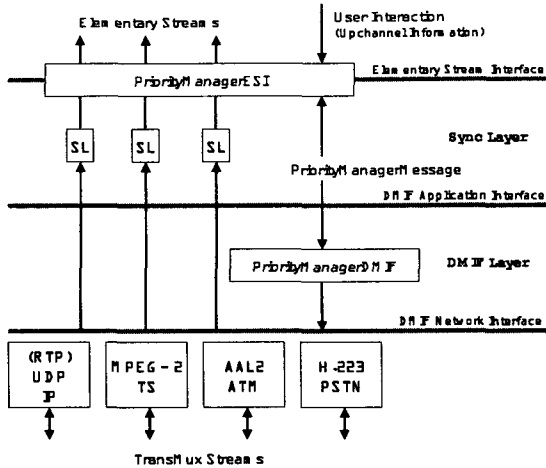 Elementary Streams
User Interaction
(Upchannel Information)
PriorityManagerESI
Elementary Stream Interface
SL
SL
SL
Sync Layer
PriorityManagerMessage
DMIF Application Interface
PriorityManagerDMIF
DMIF Layer
DMIF Network Interface
(RTP)
UDP
IP
MPEG-2
TS
AAL2
ATM
H.223
PSTN
TransMux Streams